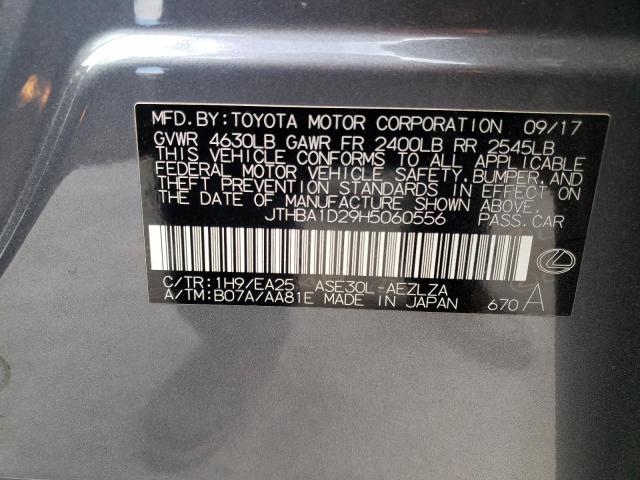 MFD.BY:TOYOTA MOTOR CORPORATION 09/17
GVWR 4630LB GAWR FR 2400LB RR 2545LB
THIS VEHICLE CONFORMS TO ALL APPLICABLE
FEDERAL MOTOR VEHICLE SAFETY,BUMPER,AND
THEFT PREVENTION STANDARDS IN EFFECT ON
THE DATE OF MANUFACTURE SHOWN ABOVE.
JTHBA1D29H5060556 PASS.CAR
C/TR:1H9/EA25 ASE30L-AEZLZA
A/TM:B07A/AA81E MADE IN JAPAN 670 A